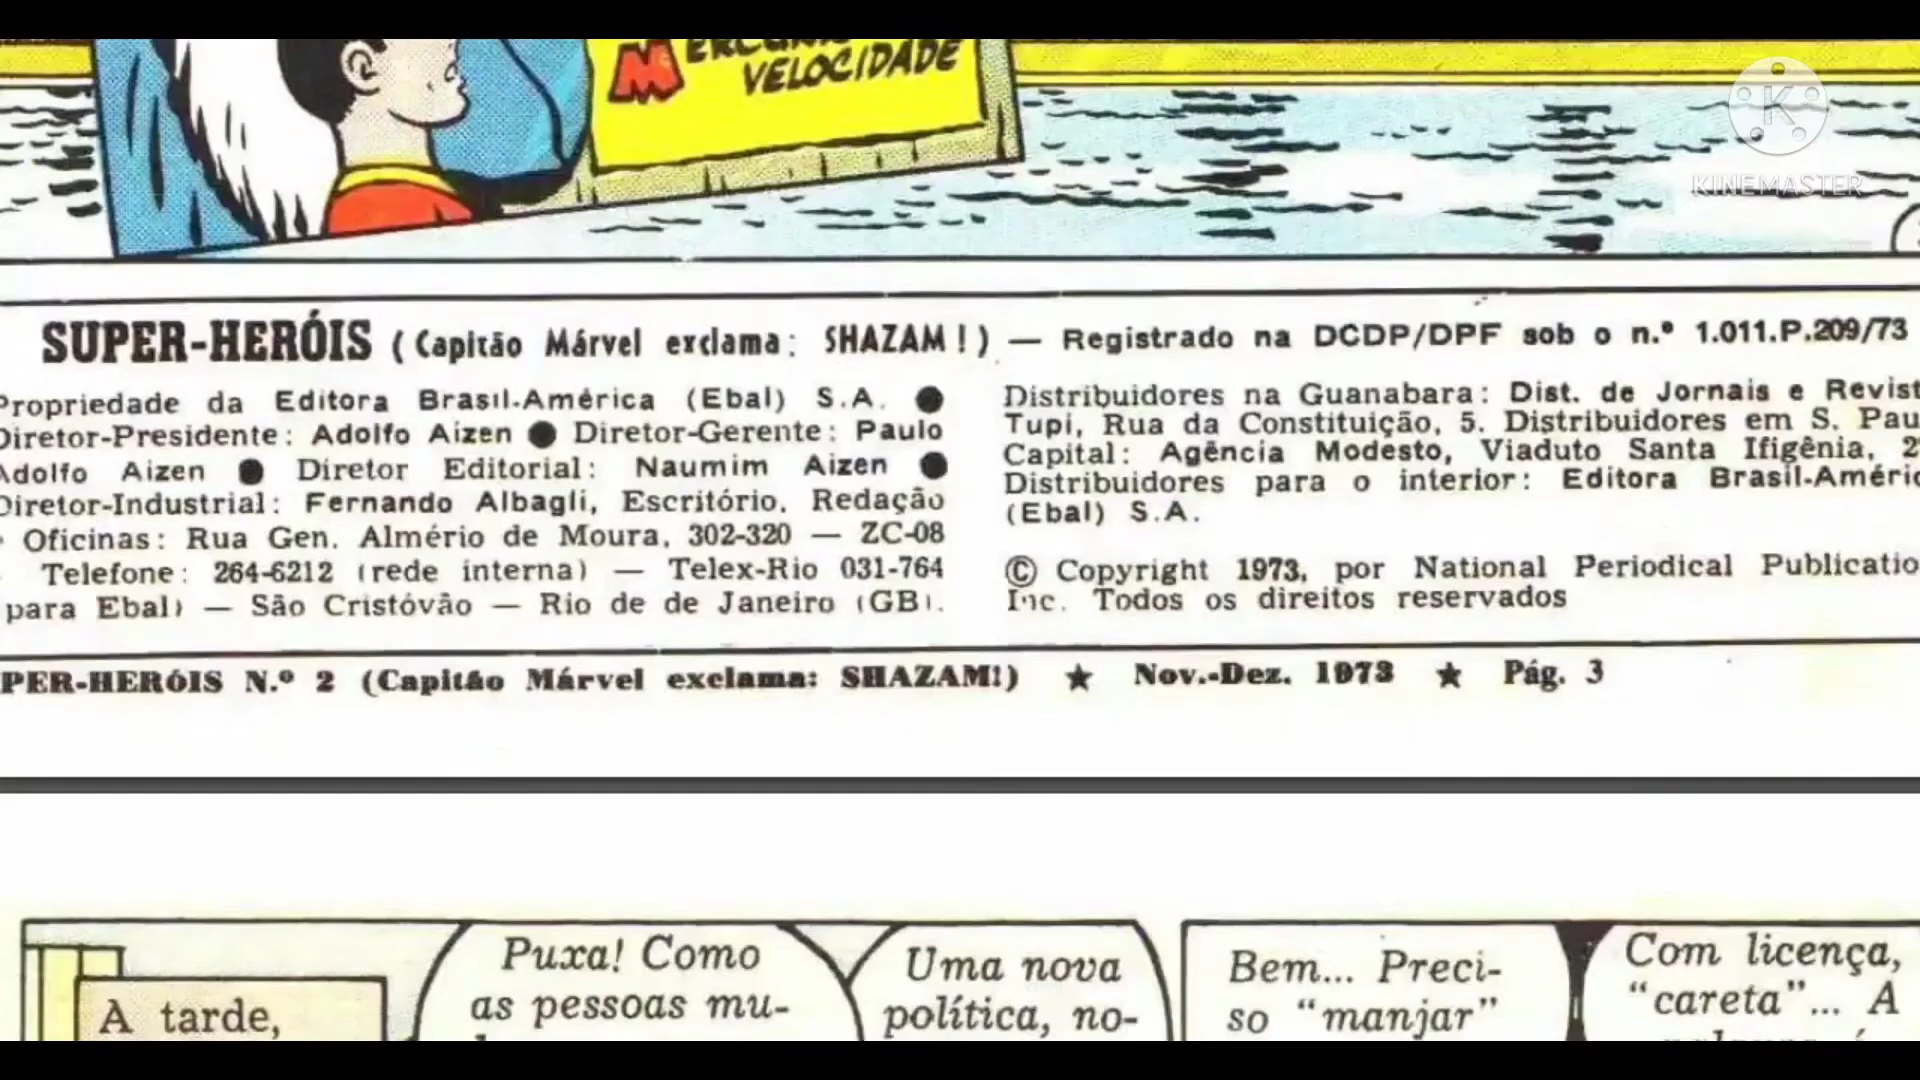 M
VELOCIDADE
KINEMASTER
SUPER-HERÓIS (Capitão Márvel exclama: SHAZAM!) — Registrado na DCDP/DPF sob o n.º 1.011.P.209/73
Propriedade da Editora Brasil-América (Ebal) S.A. ●
Diretor-Presidente: Adolfo Aizen ● Diretor-Gerente: Paulo
Adolfo Aizen ● Diretor Editorial: Naumim Aizen ●
Diretor-Industrial: Fernando Albagli, Escritório, Redação
Oficinas: Rua Gen. Almério de Moura, 302-320 — ZC-08
Telefone: 264-6212 (rede interna) — Telex-Rio 031-764
para Ebal) — São Cristóvão — Rio de de Janeiro (GB).
Distribuidores na Guanabara: Dist. de Jornais e Revist
Tupi, Rua da Constituição, 5. Distribuidores em S. Pau
Capital: Agência Modesto, Viaduto Santa Ifigênia, 2
Distribuidores para o interior: Editora Brasil-Améric
(Ebal) S.A.
© Copyright 1973, por National Periodical Publicatio
Inc. Todos os direitos reservados
PER-HERÓIS N.º 2 (Capitão Márvel exclama: SHAZAM!) ★ Nov.-Dez. 1973 ★ Pág. 3
A tarde,
Puxa! Como
as pessoas mu-
Uma nova
política, no-
Bem... Preci-
so "manjar"
Com licença,
"careta"... A